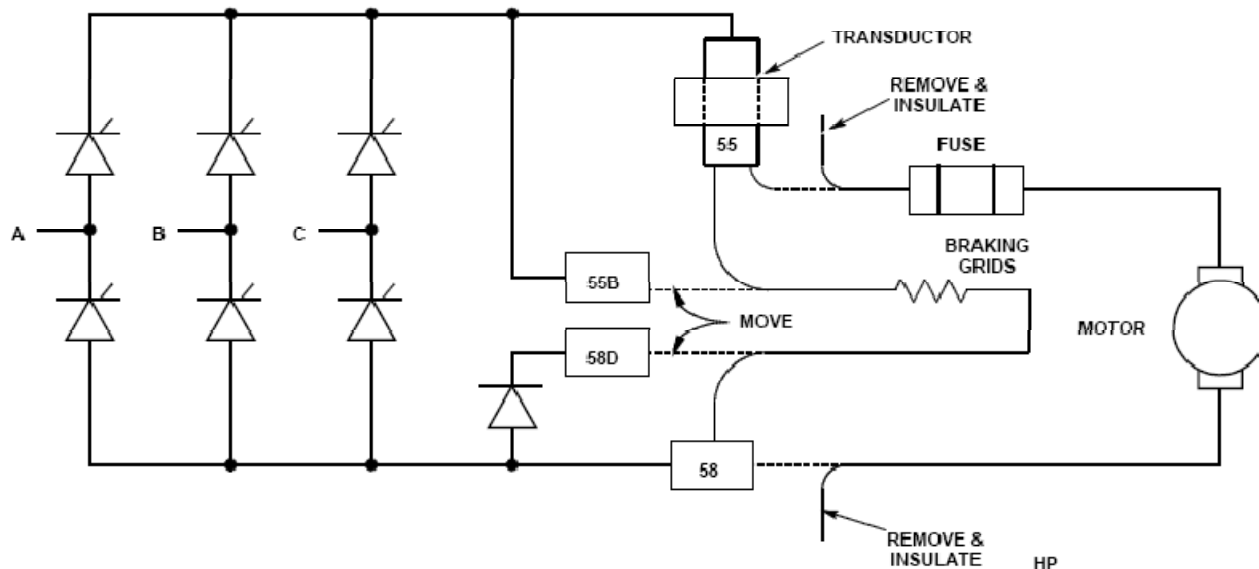 TRANSDUCTOR
REMOVE &
INSULATE
55
FUSE
A
B
C
BRAKING
GRIDS
55B
MOVE
MOTOR
58D
58
REMOVE &
INSULATE
HP